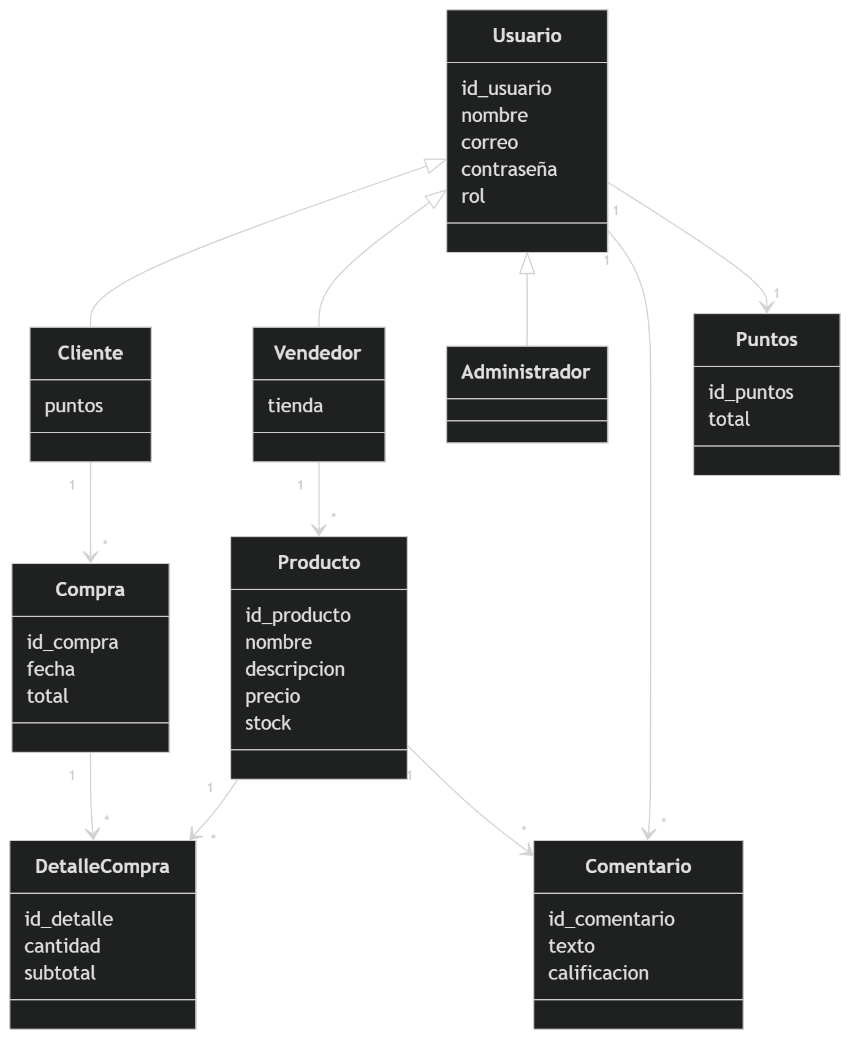 Usuario
id_usuario
nombre
correo
contraseña
rol
1
1
1
Cliente
puntos
Vendedor
tienda
Administrador
Puntos
id_puntos
total
1
*
1
*
Compra
id_compra
fecha
total
Producto
id_producto
nombre
descripcion
precio
stock
1
*
1
*
1
*
*
DetalleCompra
id_detalle
cantidad
subtotal
Comentario
id_comentario
texto
calificacion